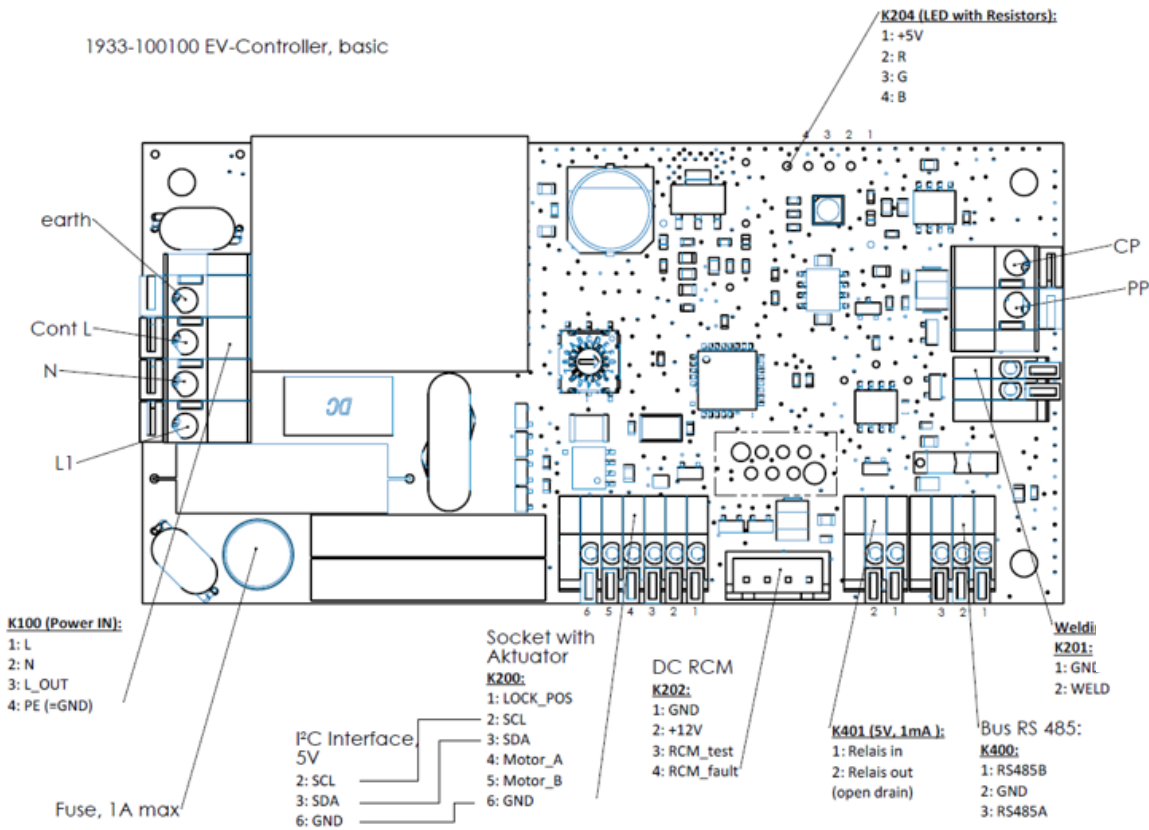 1933-100100 EV-Controller, basic
K204 (LED with Resistors):
1: +5V
2: R
3: G
4: B
4 3 2 1
earth
Cont L
N
L1
CP
PP
DC
6 5 4 3 2 1
2 1
3 2 1
K100 (Power IN):
1: L
2: N
3: L_OUT
4: PE (=GND)
Fuse, 1A max
I²C Interface,
5V
2: SCL
3: SDA
6: GND
Socket with
Aktuator
K200:
1: LOCK_POS
2: SCL
3: SDA
4: Motor_A
5: Motor_B
6: GND
DC RCM
K202:
1: GND
2: +12V
3: RCM_test
4: RCM_fault
K401 (5V, 1mA ):
1: Relais in
2: Relais out
(open drain)
Bus RS 485:
K400:
1: RS485B
2: GND
3: RS485A
K201:
1:
2: WELD